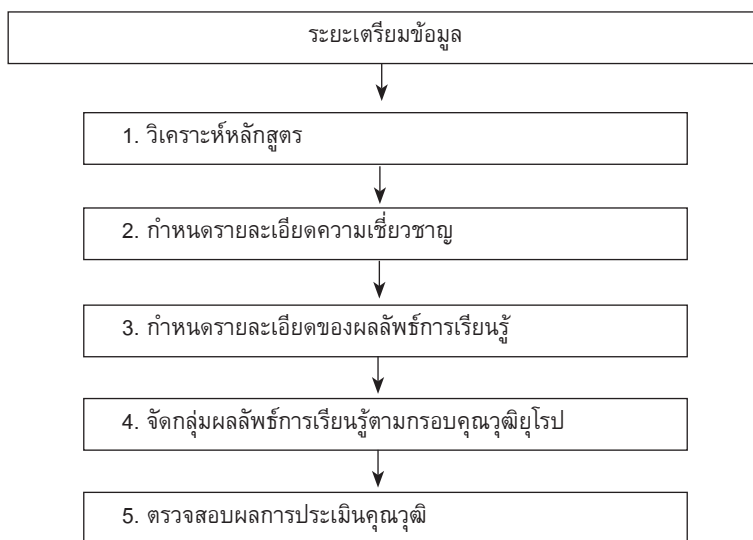 ระยะเตรียมข้อมูล
1. วิเคราะห์หลักสูตร
2. กำหนดรายละเอียดความเชี่ยวชาญ
3. กำหนดรายละเอียดของผลลัพธ์การเรียนรู้
4. จัดกลุ่มผลลัพธ์การเรียนรู้ตามกรอบคุณวุฒิยุโรป
5. ตรวจสอบผลการประเมินคุณวุฒิ